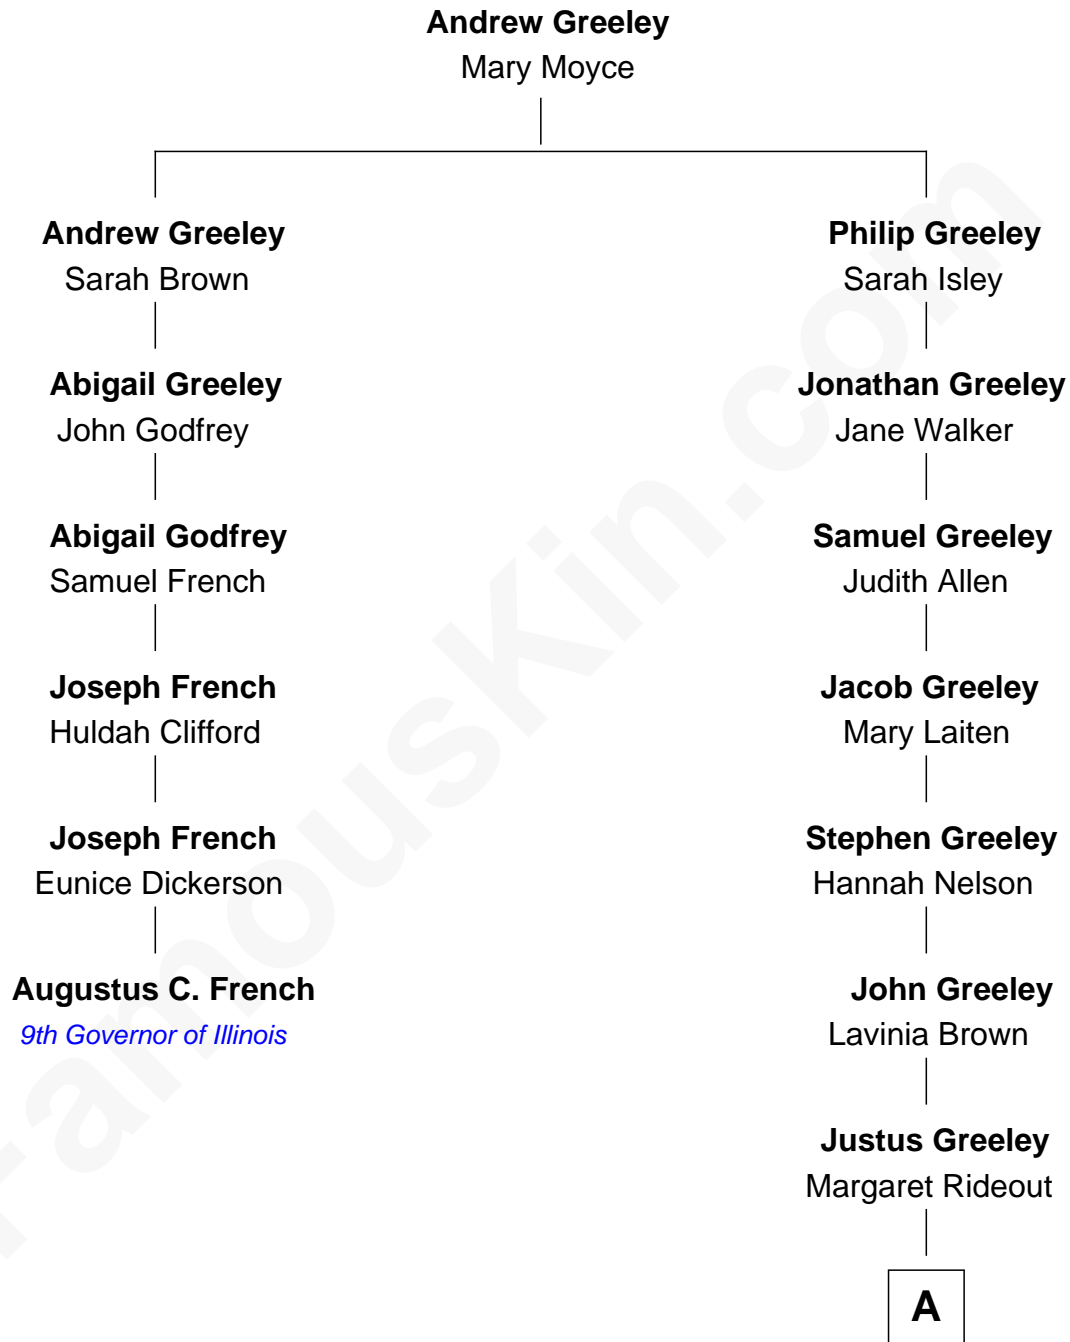 Andrew Greeley
Mary Moyce
Andrew Greeley
Sarah Brown
Philip Greeley
Sarah Isley
Abigail Greeley
John Godfrey
Jonathan Greeley
Jane Walker
Abigail Godfrey
Samuel French
Samuel Greeley
Judith Allen
Joseph French
Huldah Clifford
Jacob Greeley
Mary Laiten
Joseph French
Eunice Dickerson
Stephen Greeley
Hannah Nelson
Augustus C. French
9th Governor of Illinois
John Greeley
Lavinia Brown
Justus Greeley
Margaret Rideout
A
FamousKin.com